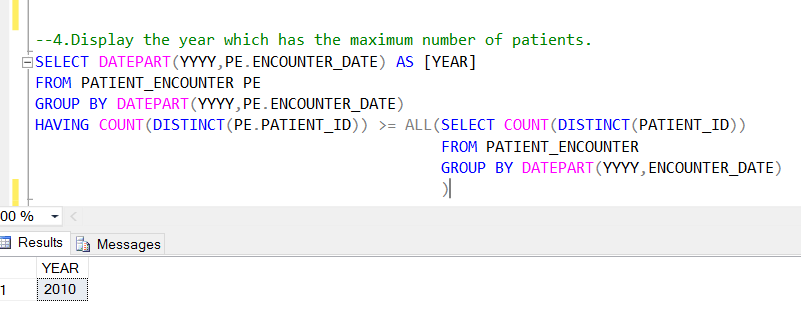 --4.Display the year which has the maximum number of patients.
SELECT DATEPART(YYYY,PE.ENCOUNTER_DATE) AS [YEAR]
FROM PATIENT_ENCOUNTER PE
GROUP BY DATEPART(YYYY,PE.ENCOUNTER_DATE)
HAVING COUNT(DISTINCT(PE.PATIENT_ID)) >= ALL(SELECT COUNT(DISTINCT(PATIENT_ID))
FROM PATIENT_ENCOUNTER
GROUP BY DATEPART(YYYY,ENCOUNTER_DATE)
)
00 %
Results Messages
YEAR
1 2010